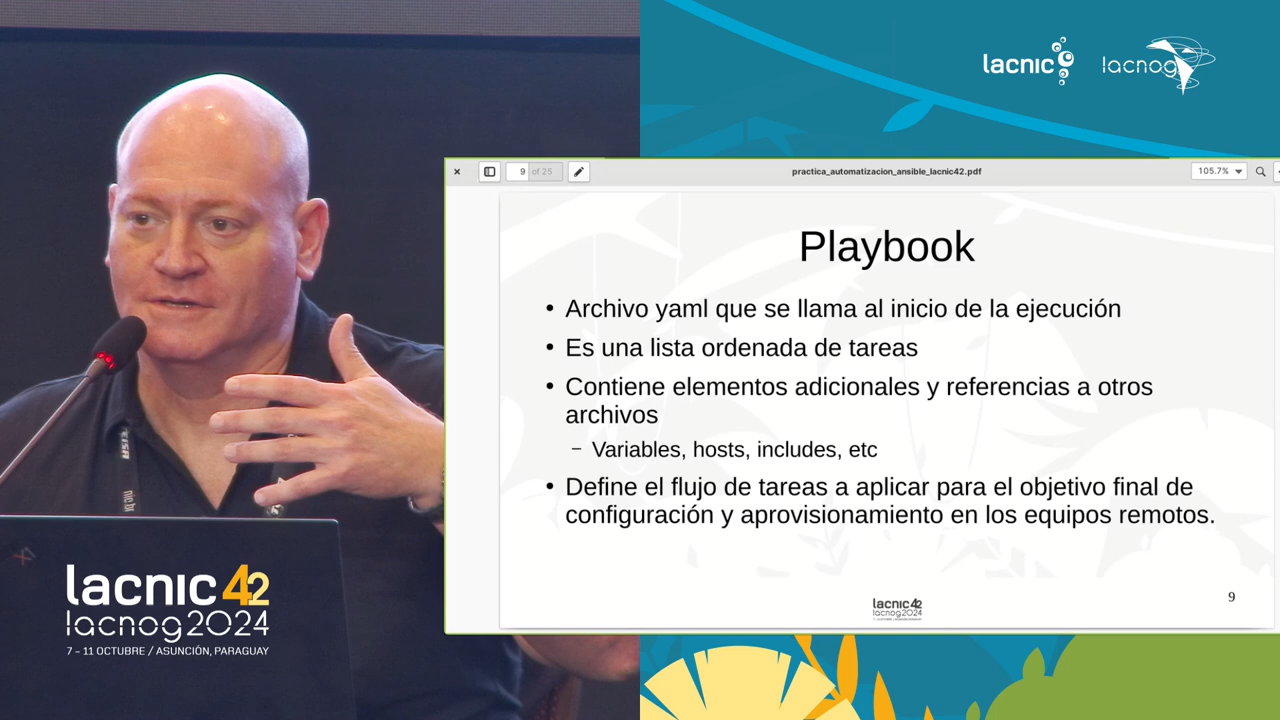 lacnic
lacnog
9 of 25
practica_automatizacion_ansible_lacnic42.pdf
105.7%
Playbook
• Archivo yaml que se llama al inicio de la ejecución
• Es una lista ordenada de tareas
• Contiene elementos adicionales y referencias a otros
archivos
– Variables, hosts, includes, etc
• Define el flujo de tareas a aplicar para el objetivo final de
configuración y aprovisionamiento en los equipos remotos.
lacnic42
lacnog2024
9
lacnic42
lacnog2024
7 – 11 OCTUBRE / ASUNCIÓN, PARAGUAY